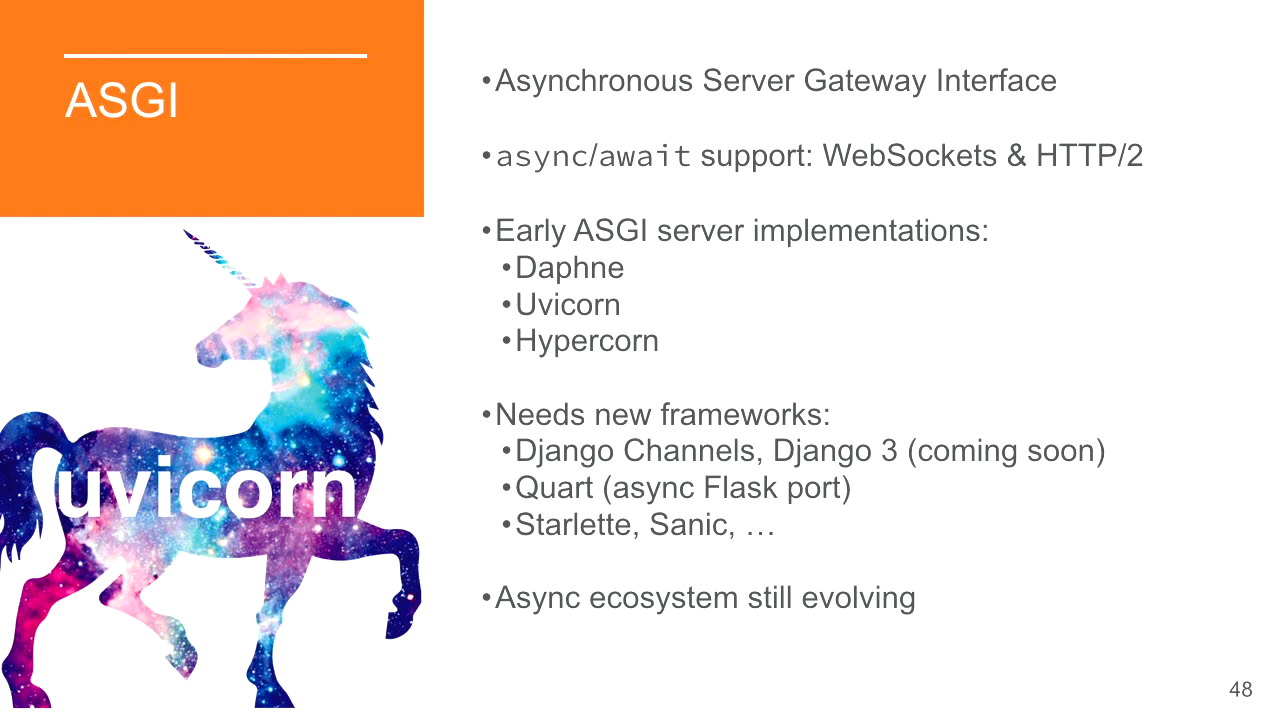 ASGI
•Asynchronous Server Gateway Interface
•async/await support: WebSockets & HTTP/2
•Early ASGI server implementations:
•Daphne
•Uvicorn
•Hypercorn
•Needs new frameworks:
•Django Channels, Django 3 (coming soon)
•Quart (async Flask port)
•Starlette, Sanic, …
•Async ecosystem still evolving
uvicorn
48